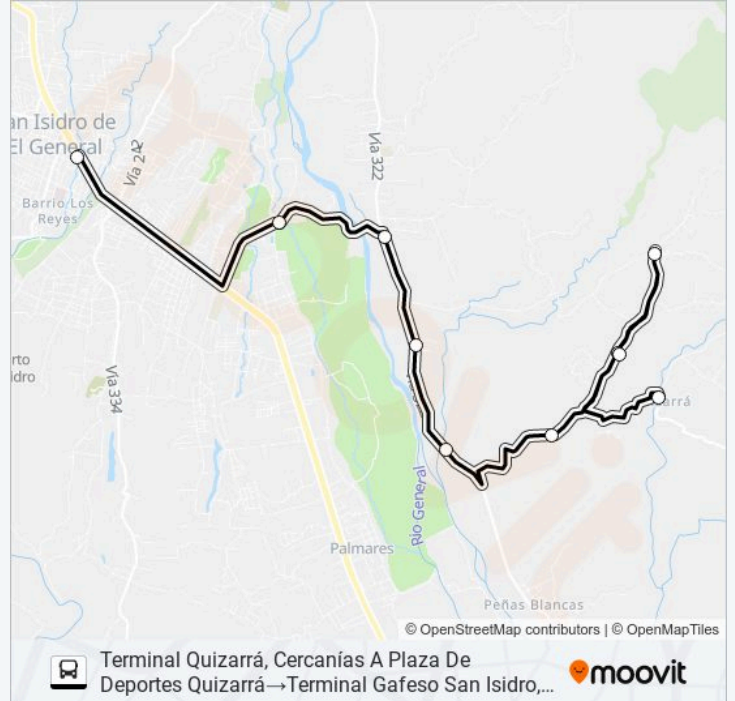 an Isidro de
El General
Vía 242
Vía 322
Barrio Los
Reyes
rto
idro
Vía 334
arrá
Río General
Palmares
Peñas Blancas
© OpenStreetMap contributors | © OpenMapTiles
Terminal Quizarrá, Cercanías A Plaza De
Deportes Quizarrá→Terminal Gafeso San Isidro,...
moovit